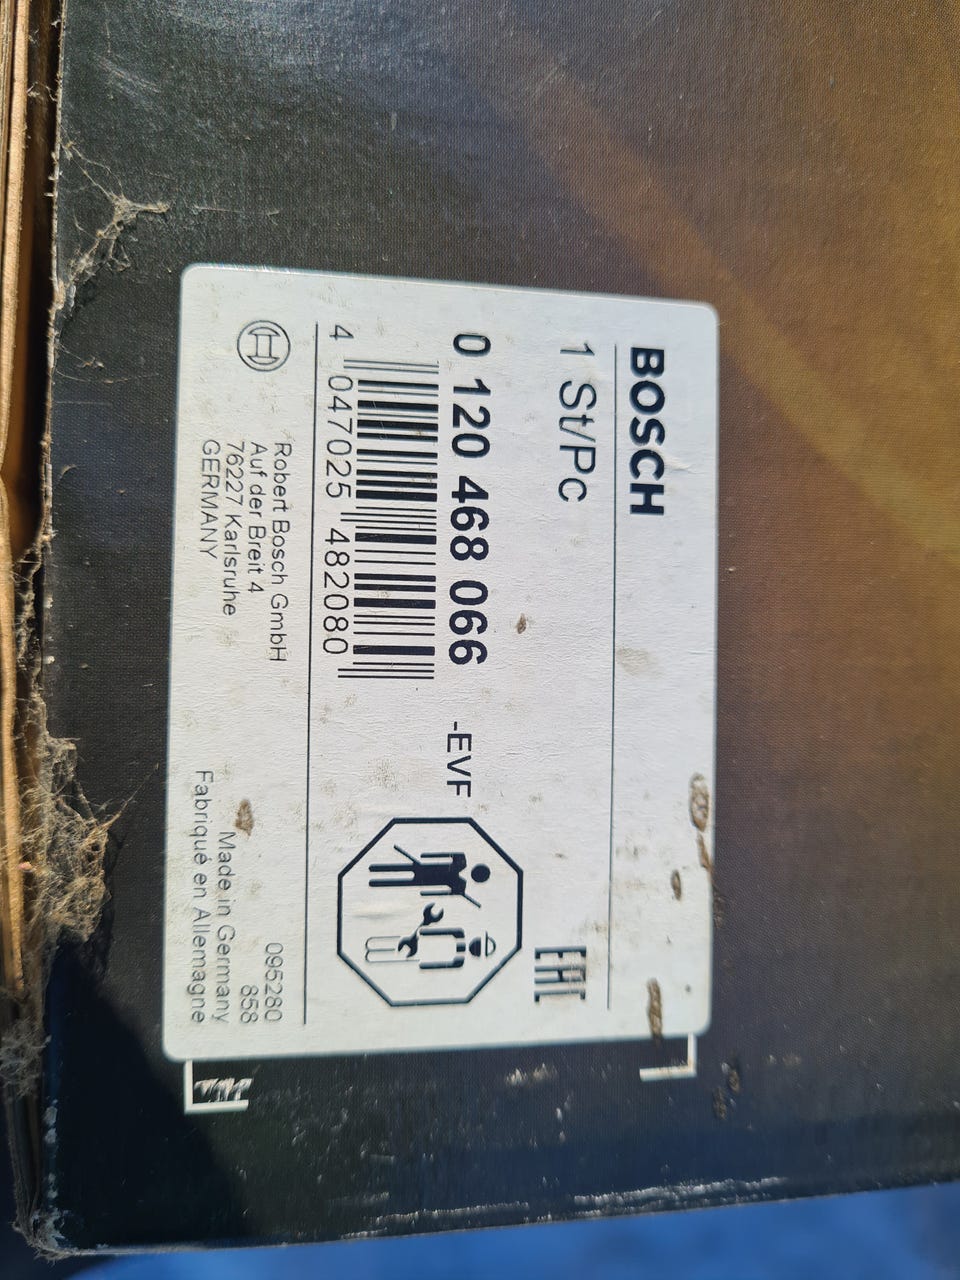 BOSCH
1 St/Pc
EAC
0 120 468 066 -EVF
4 047025 482080
Robert Bosch GmbH
Auf der Breit 4
76227 Karlsruhe
GERMANY
095280
858
Made in Germany
Fabriqué en Allemagne